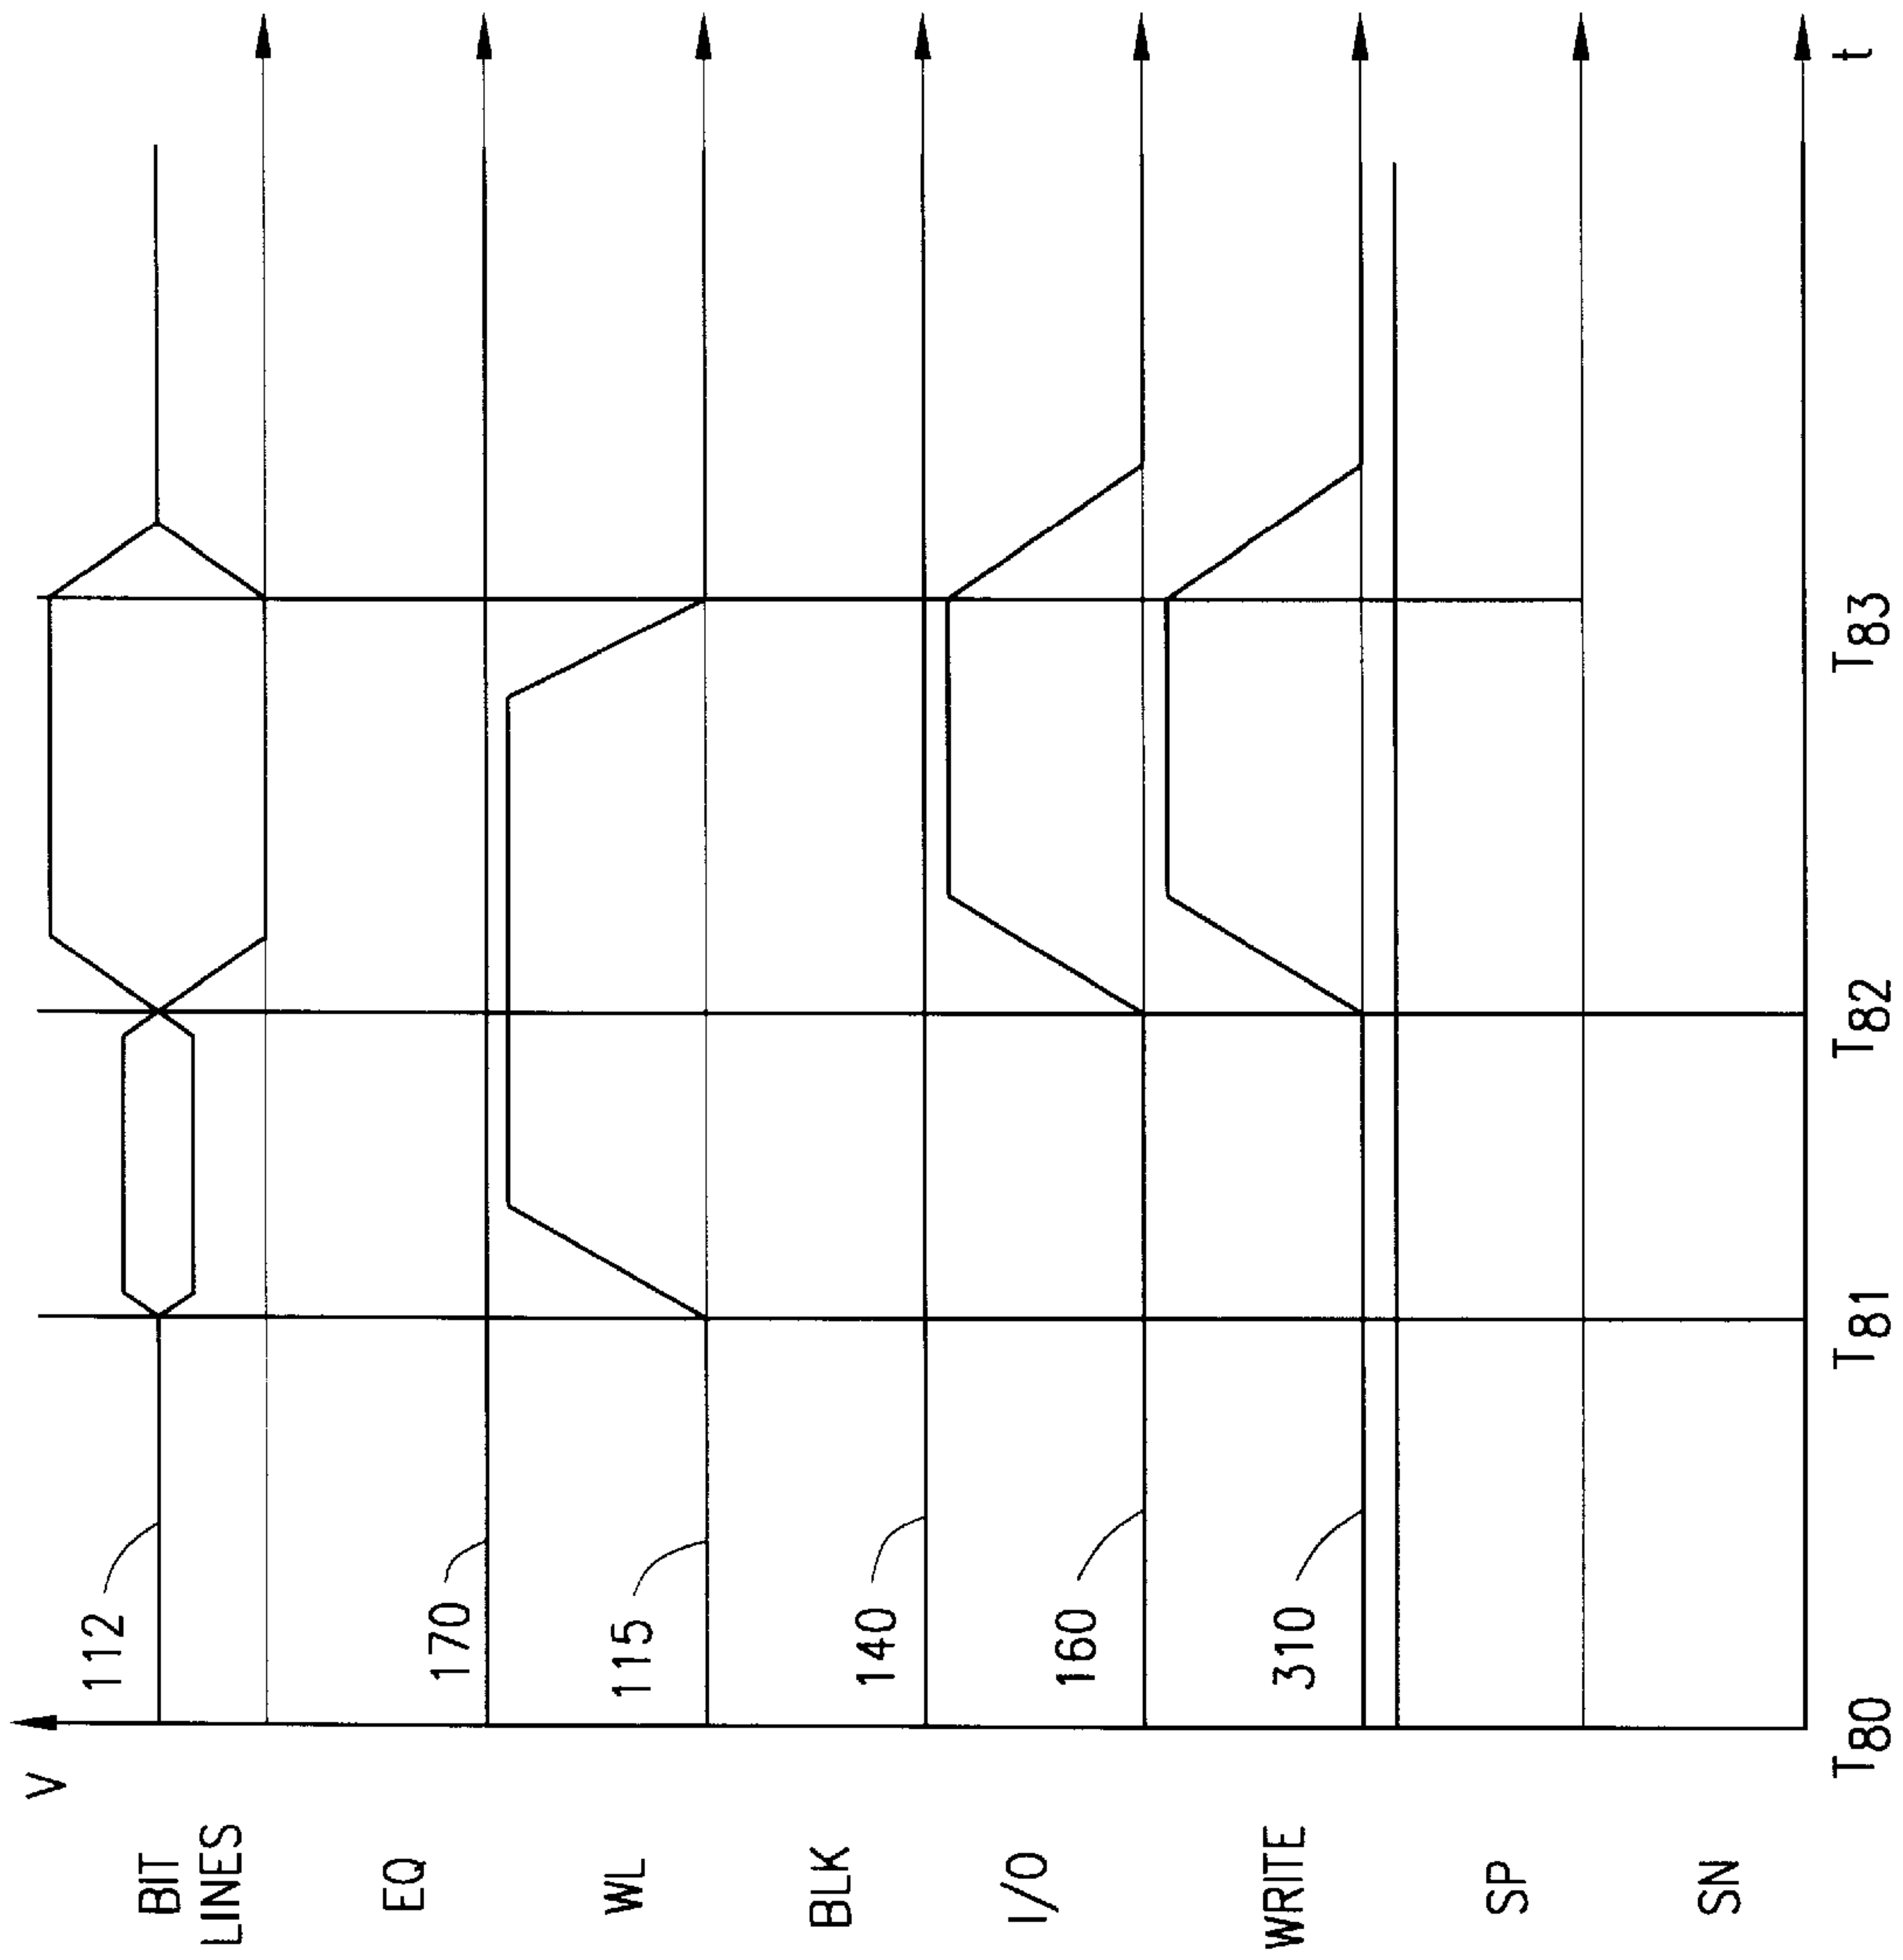 V
BIT
LINES
112
EQ
170
WL
115
BLK
140
I/O
160
WRITE
310
SP
SN
T80
T81
T82
T83
t